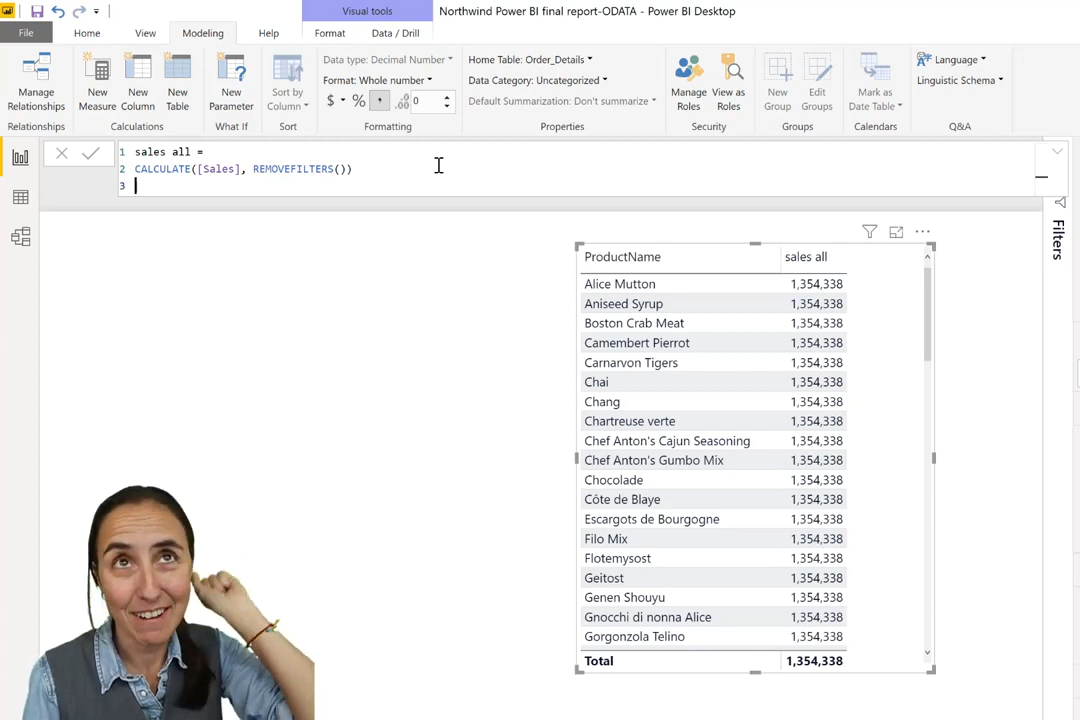 Visual tools
Northwind Power BI final report-ODATA - Power BI Desktop
File
Home
View
Modeling
Help
Format
Data / Drill
Manage
Relationships
Relationships
New
Measure
New
Column
New
Table
Calculations
New
Parameter
What If
Sort by
Column
Sort
Data type: Decimal Number
Format: Whole number
$ % , .00 0
Formatting
Home Table: Order_Details
Data Category: Uncategorized
Default Summarization: Don't summarize
Properties
Manage
Roles
View as
Roles
Security
New
Group
Edit
Groups
Groups
Mark as
Date Table
Calendars
Language
Linguistic Schema
Q&A
1 sales all =
2 CALCULATE([Sales], REMOVEFILTERS())
3
Filters
ProductName sales all
Alice Mutton 1,354,338
Aniseed Syrup 1,354,338
Boston Crab Meat 1,354,338
Camembert Pierrot 1,354,338
Carnarvon Tigers 1,354,338
Chai 1,354,338
Chang 1,354,338
Chartreuse verte 1,354,338
Chef Anton's Cajun Seasoning 1,354,338
Chef Anton's Gumbo Mix 1,354,338
Chocolade 1,354,338
Côte de Blaye 1,354,338
Escargots de Bourgogne 1,354,338
Filo Mix 1,354,338
Flotemysost 1,354,338
Geitost 1,354,338
Genen Shouyu 1,354,338
Gnocchi di nonna Alice 1,354,338
Gorgonzola Telino 1,354,338
Total 1,354,338